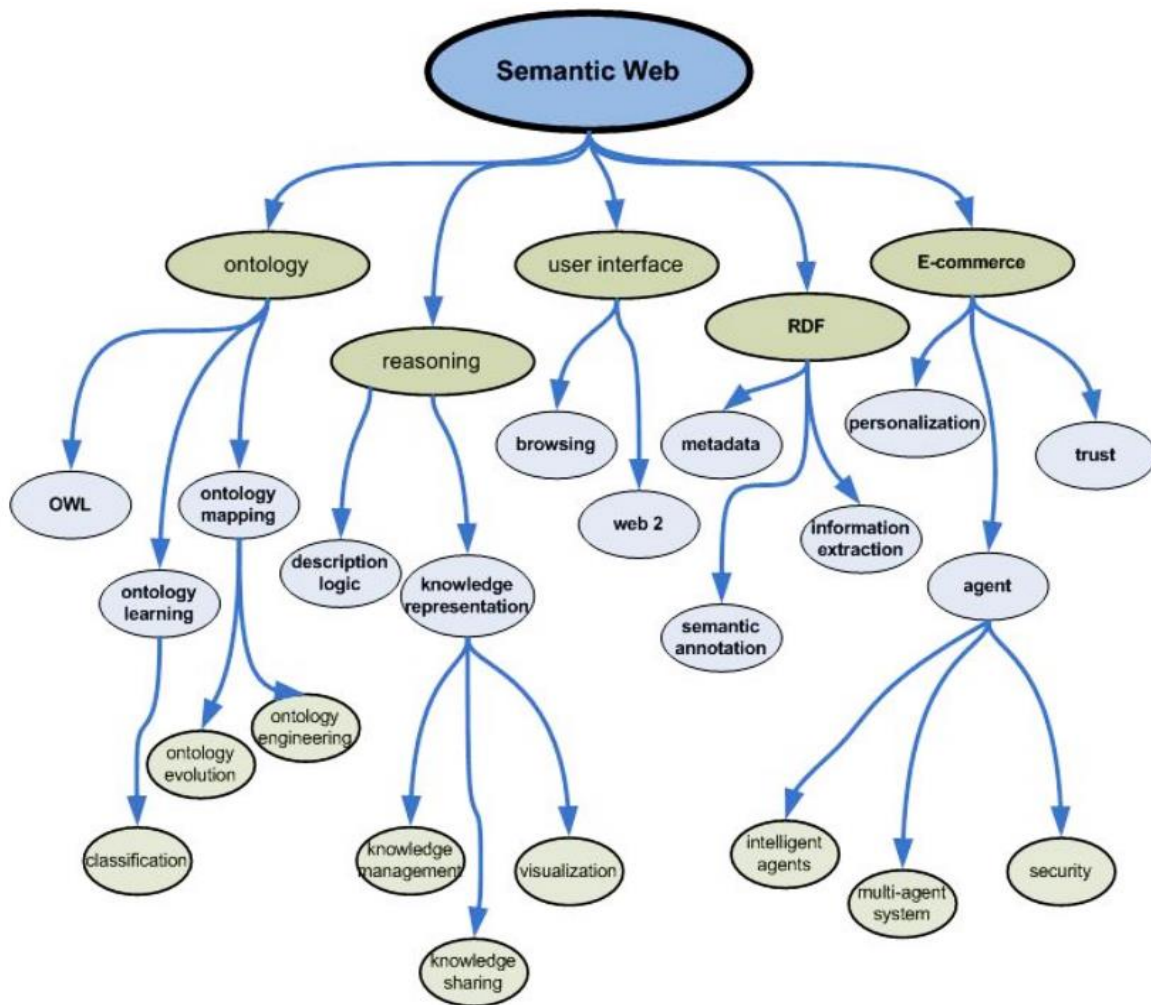 Semantic Web
ontology
user interface
E-commerce
RDF
reasoning
browsing
metadata
personalization
trust
OWL
ontology
mapping
web 2
information
extraction
description
logic
knowledge
representation
ontology
learning
semantic
annotation
agent
ontology
engineering
ontology
evolution
classification
knowledge
management
visualization
intelligent
agents
multi-agent
system
security
knowledge
sharing